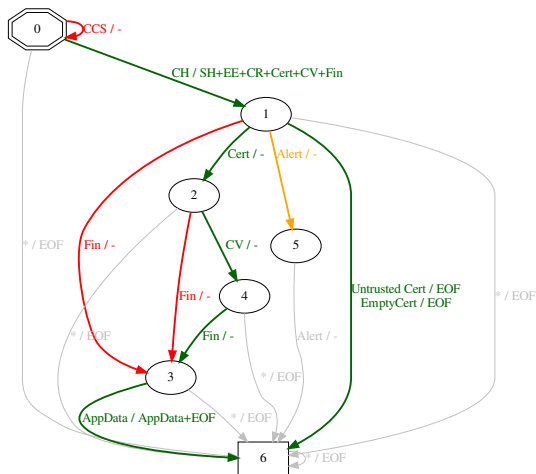 0
CCS / -
CH / SH+EE+CR+Cert+CV+Fin
1
Cert / -
Alert / -
2
* / EOF
Fin / -
CV / -
5
Untrusted Cert / EOF
EmptyCert / EOF
* / EOF
Fin / -
4
* / EOF
Fin / -
Alert / -
3
* / EOF
AppData / AppData+EOF
* / EOF
6
* / EOF